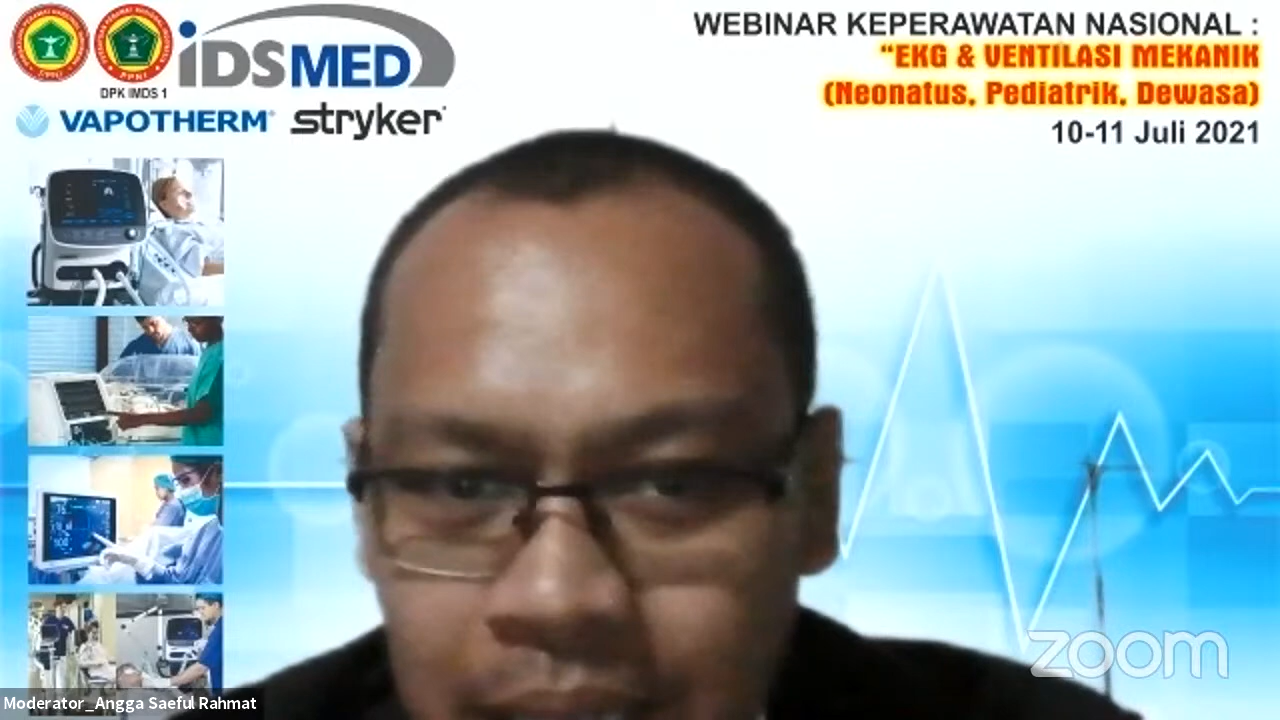 PPNI
DPK IMDS 1
iDSMED
VAPOTHERM
stryker
WEBINAR KEPERAWATAN NASIONAL :
"EKG & VENTILASI MEKANIK
(Neonatus, Pediatrik, Dewasa)
10-11 Juli 2021
zoom
Moderator_Angga Saeful Rahmat